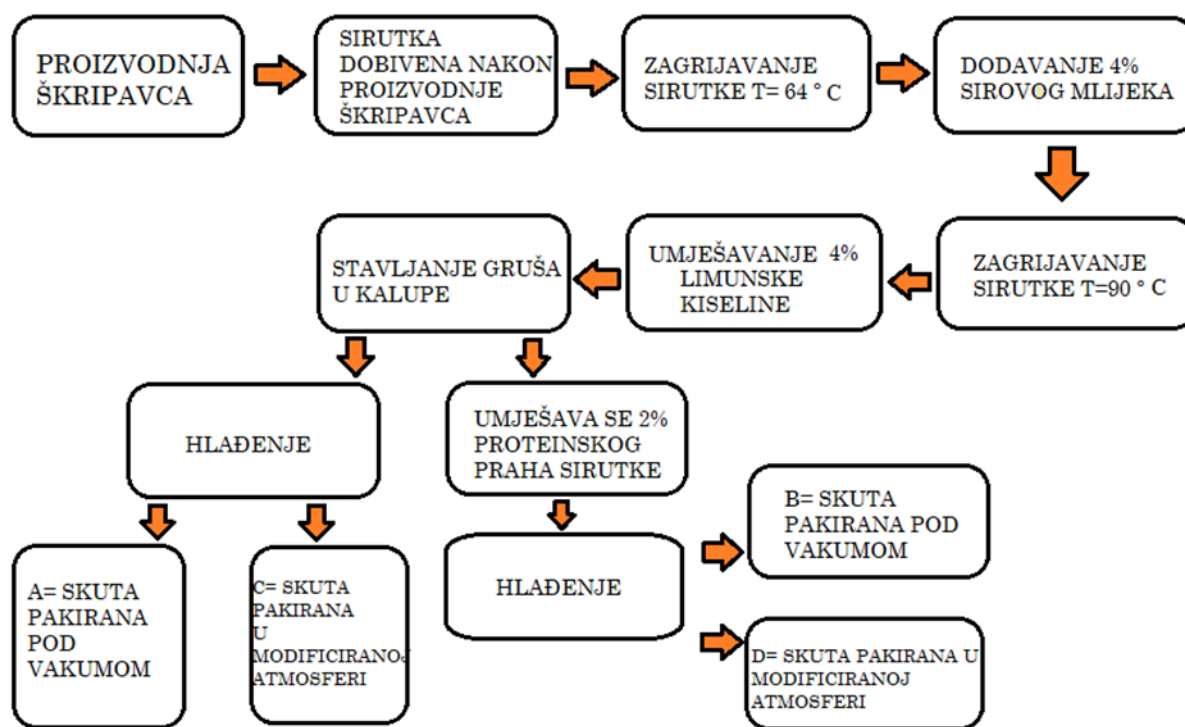 PROIZVODNJA
ŠKRIPAVCA
SIRUTKA
DOBIVENA NAKON
PROIZVODNJE
ŠKRIPAVCA
ZAGRIJAVANJE
SIRUTKE T= 64 ° C
DODAVANJE 4%
SIROVOG MLIJEKA
ZAGRIJAVANJE
SIRUTKE T=90 ° C
UMJEŠAVANJE 4%
LIMUNSKE
KISELINE
STAVLJANJE GRUŠA
U KALUPE
HLAĐENJE
UMJEŠAVA SE 2%
PROTEINSKOG
PRAHA SIRUTKE
A= SKUTA
PAKIRANA
POD
VAKUMOM
C= SKUTA
PAKIRANA
U
MODIFICIRANOJ
ATMOSFERI
HLAĐENJE
B= SKUTA
PAKIRANA POD
VAKUMOM
D= SKUTA PAKIRANA U
MODIFICIRANOJ
ATMOSFERI